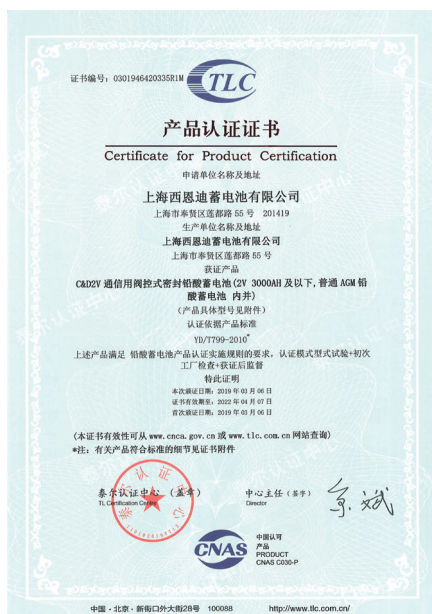 证书编号：0301946420335R1M
TLC
产品认证证书
Certificate for Product Certification
申请单位名称及地址
上海西恩迪蓄电池有限公司
上海市奉贤区莲都路 55 号 201419
生产单位名称及地址
上海西恩迪蓄电池有限公司
上海市奉贤区莲都路 55 号
获证产品
C&D2V 通信用阀控式密封铅酸蓄电池(2V 3000AH 及以下,普通 AGM 铅
酸蓄电池 内并)
(产品具体型号见附件)
认证依据产品标准
YD/T799-2010*
上述产品满足 铅酸蓄电池产品认证实施规则的要求，认证模式型式试验+初次
工厂检查+获证后监督
特此证明
本次颁证日期：2019 年 03 月 06 日
证书有效期至：2022 年 04 月 07 日
首次颁证日期：2019 年 03 月 06 日
(本证书有效性可从 www.cnca.gov.cn 或 www.tlc.com.cn 网站查询)
*注：有关产品符合标准的细节见证书附件
泰尔认证中心（盖章）
TL Certification Centre
中心主任（签字）
Director
泰尔认证中心
CNAS
中国认可
产品
PRODUCT
CNAS C030-P
中国·北京·新街口外大街28号 100088 http://www.tlc.com.cn/